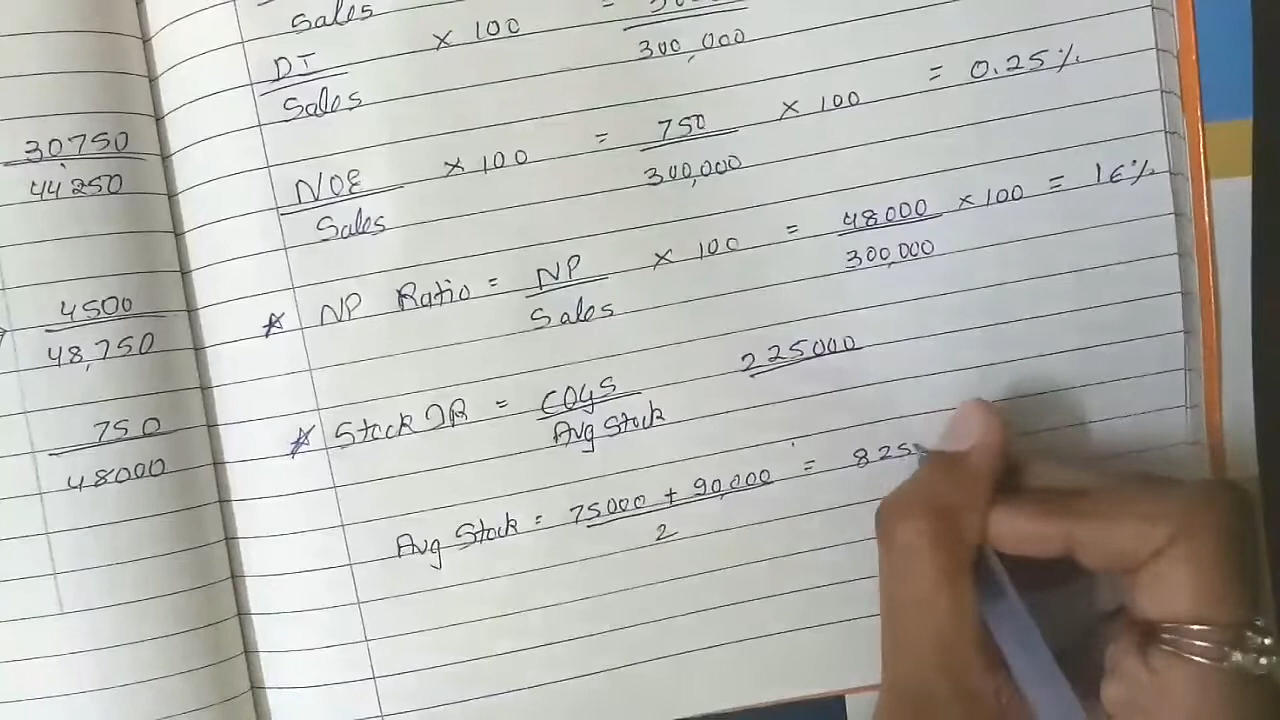 Sales
DI × 100 =
Sales 300,000
30750
44250
NOE × 100 = 750 × 100 = 0.25%
Sales 300,000
* NP Ratio = NP × 100 = 48000 × 100 = 16%
Sales 300,000
4500
48,750
* Stock TR = COGS 225000
Avg Stock
750
48000
Avg Stock = 75000 + 90,000 = 825
2